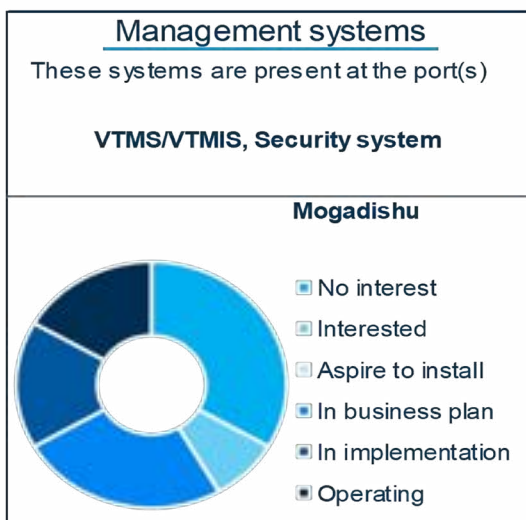 Management systems
These systems are present at the port(s)
VTMS/VTMIS, Security system
Mogadishu
No interest
Interested
Aspire to install
In business plan
In implementation
Operating